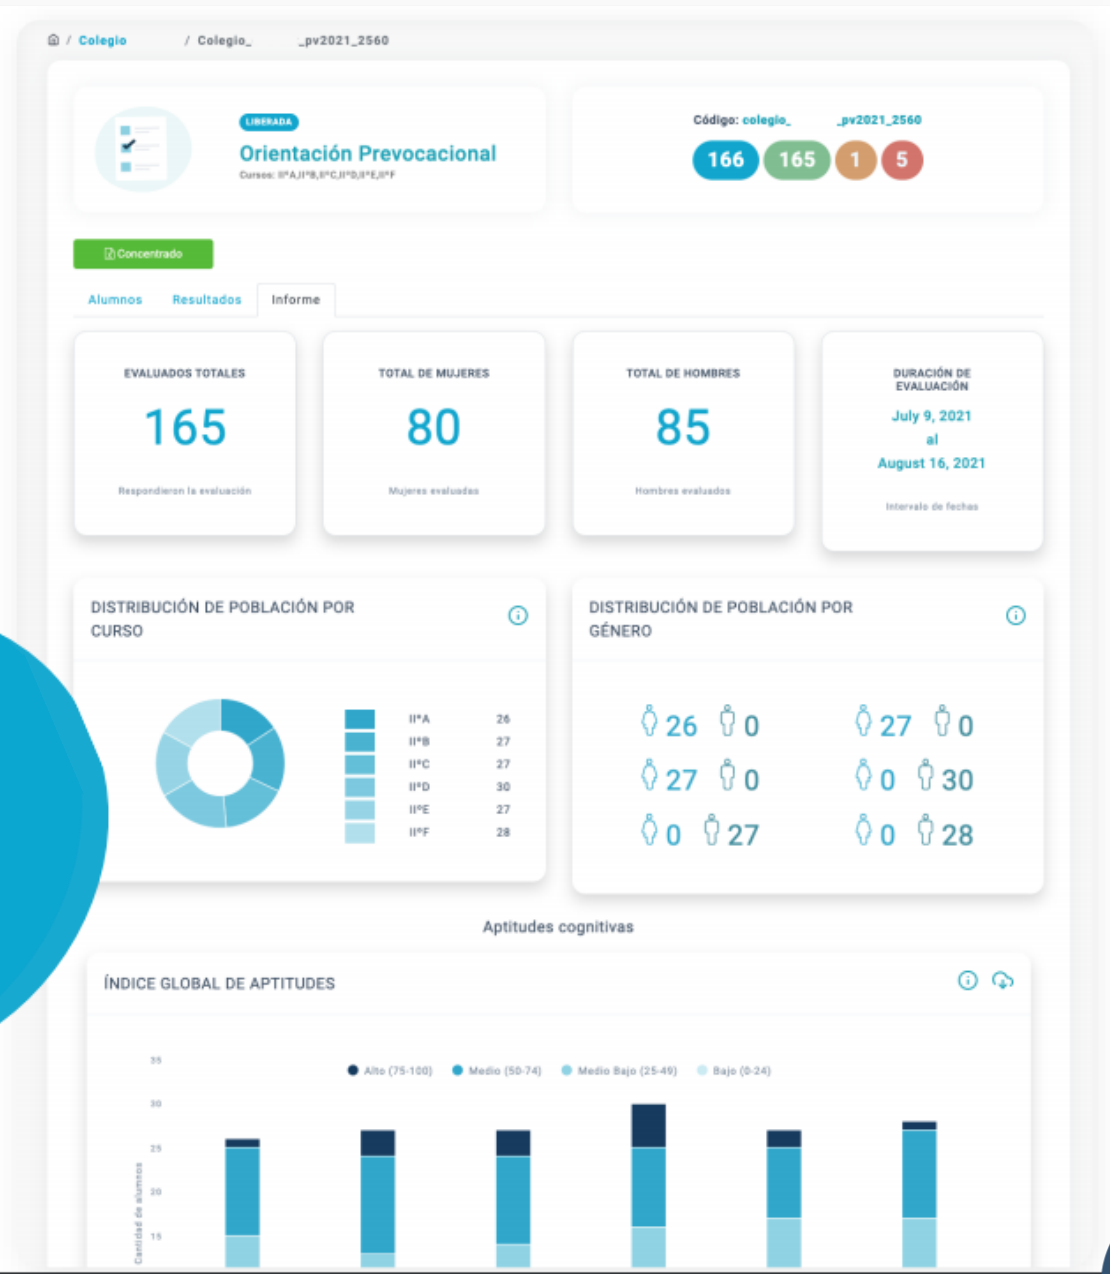 / Colegio / Colegio_ _pv2021_2560
LIBERADA
Orientación Prevocacional
Cursos: IIºA,IIºB,IIºC,IIºD,IIºE,IIºF
Código: colegio_ _pv2021_2560
166 165 1 5
Concentrado
Alumnos Resultados Informe
EVALUADOS TOTALES
165
Respondieron la evaluación
TOTAL DE MUJERES
80
Mujeres evaluadas
TOTAL DE HOMBRES
85
Hombres evaluados
DURACIÓN DE
EVALUACIÓN
July 9, 2021
al
August 16, 2021
Intervalo de fechas
DISTRIBUCIÓN DE POBLACIÓN POR
CURSO
IIºA 26
IIºB 27
IIºC 27
IIºD 30
IIºE 27
IIºF 28
DISTRIBUCIÓN DE POBLACIÓN POR
GÉNERO
26 0 27 0
27 0 0 30
0 27 0 28
Aptitudes cognitivas
ÍNDICE GLOBAL DE APTITUDES
Alto (75-100) Medio (50-74) Medio Bajo (25-49) Bajo (0-24)
35
30
25
20
15
Cantidad de alumnos